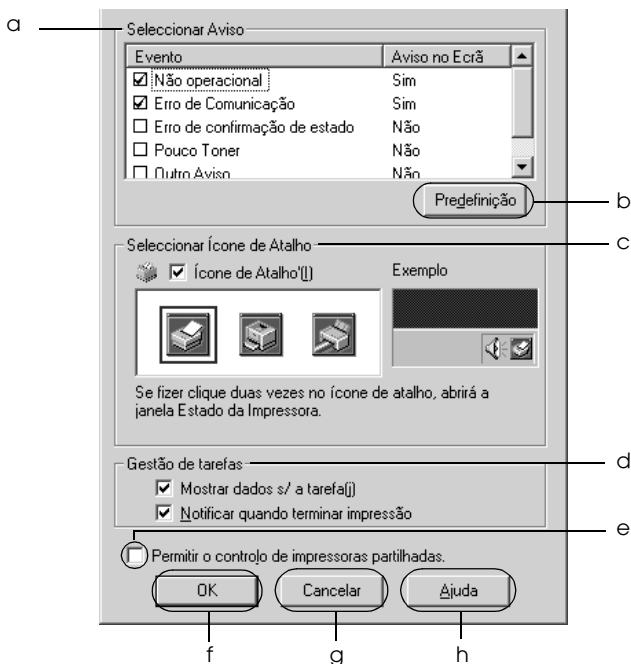 a
Seleccionar Aviso
Evento Aviso no Ecrã
Não operacional Sim
Erro de Comunicação Sim
Erro de confirmação de estado Não
Pouco Toner Não
Outro Aviso Não
Predefinição b
Seleccionar Ícone de Atalho c
Ícone de Atalho'(I) Exemplo
Se fizer clique duas vezes no ícone de atalho, abrirá a
janela Estado da Impressora.
Gestão de tarefas d
Mostrar dados s/ a tarefa(j)
Notificar quando terminar impressão
e
Permitir o controlo de impressoras partilhadas.
OK Cancelar Ajuda
f g h